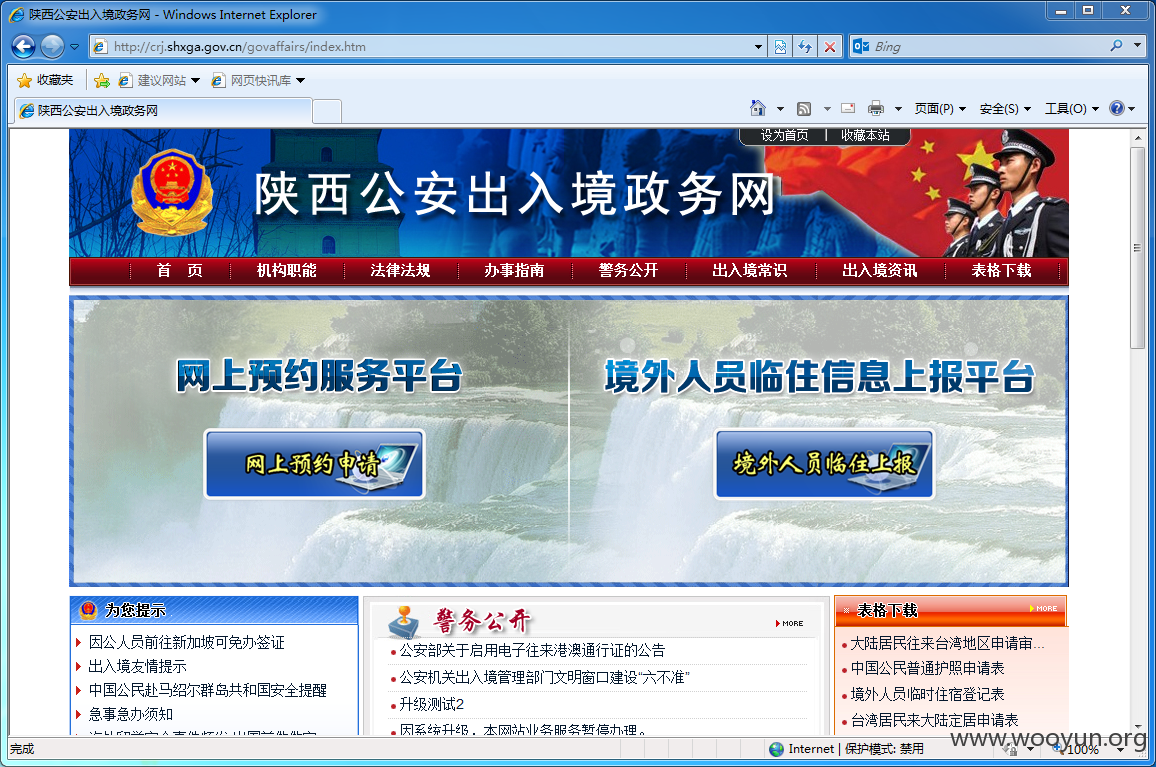 陕西公安出入境政务网 - Windows Internet Explorer
http://crj.shxga.gov.cn/govaffairs/index.htm
Bing
收藏夹 建议网站 网页快讯库
陕西公安出入境政务网
页面(P) 安全(S) 工具(O)
设为首页 | 收藏本站
陕西公安出入境政务网
首 页 机构职能 法律法规 办事指南 警务公开 出入境常识 出入境资讯 表格下载
网上预约服务平台 境外人员临住信息上报平台
网上预约申请 境外人员临住上报
为您提示
因公人员前往新加坡可免办签证
出入境友情提示
中国公民赴马绍尔群岛共和国安全提醒
急事急办须知
警务公开 MORE
公安部关于启用电子往来港澳通行证的公告
公安机关出入境管理部门文明窗口建设“六不准”
升级测试2
因系统升级，本网站业务服务暂停办理。
表格下载 MORE
大陆居民往来台湾地区申请审...
中国公民普通护照申请表
境外人员临时住宿登记表
台湾居民来大陆定居申请表
完成 Internet | 保护模式: 禁用 100%
www.wooyun.org